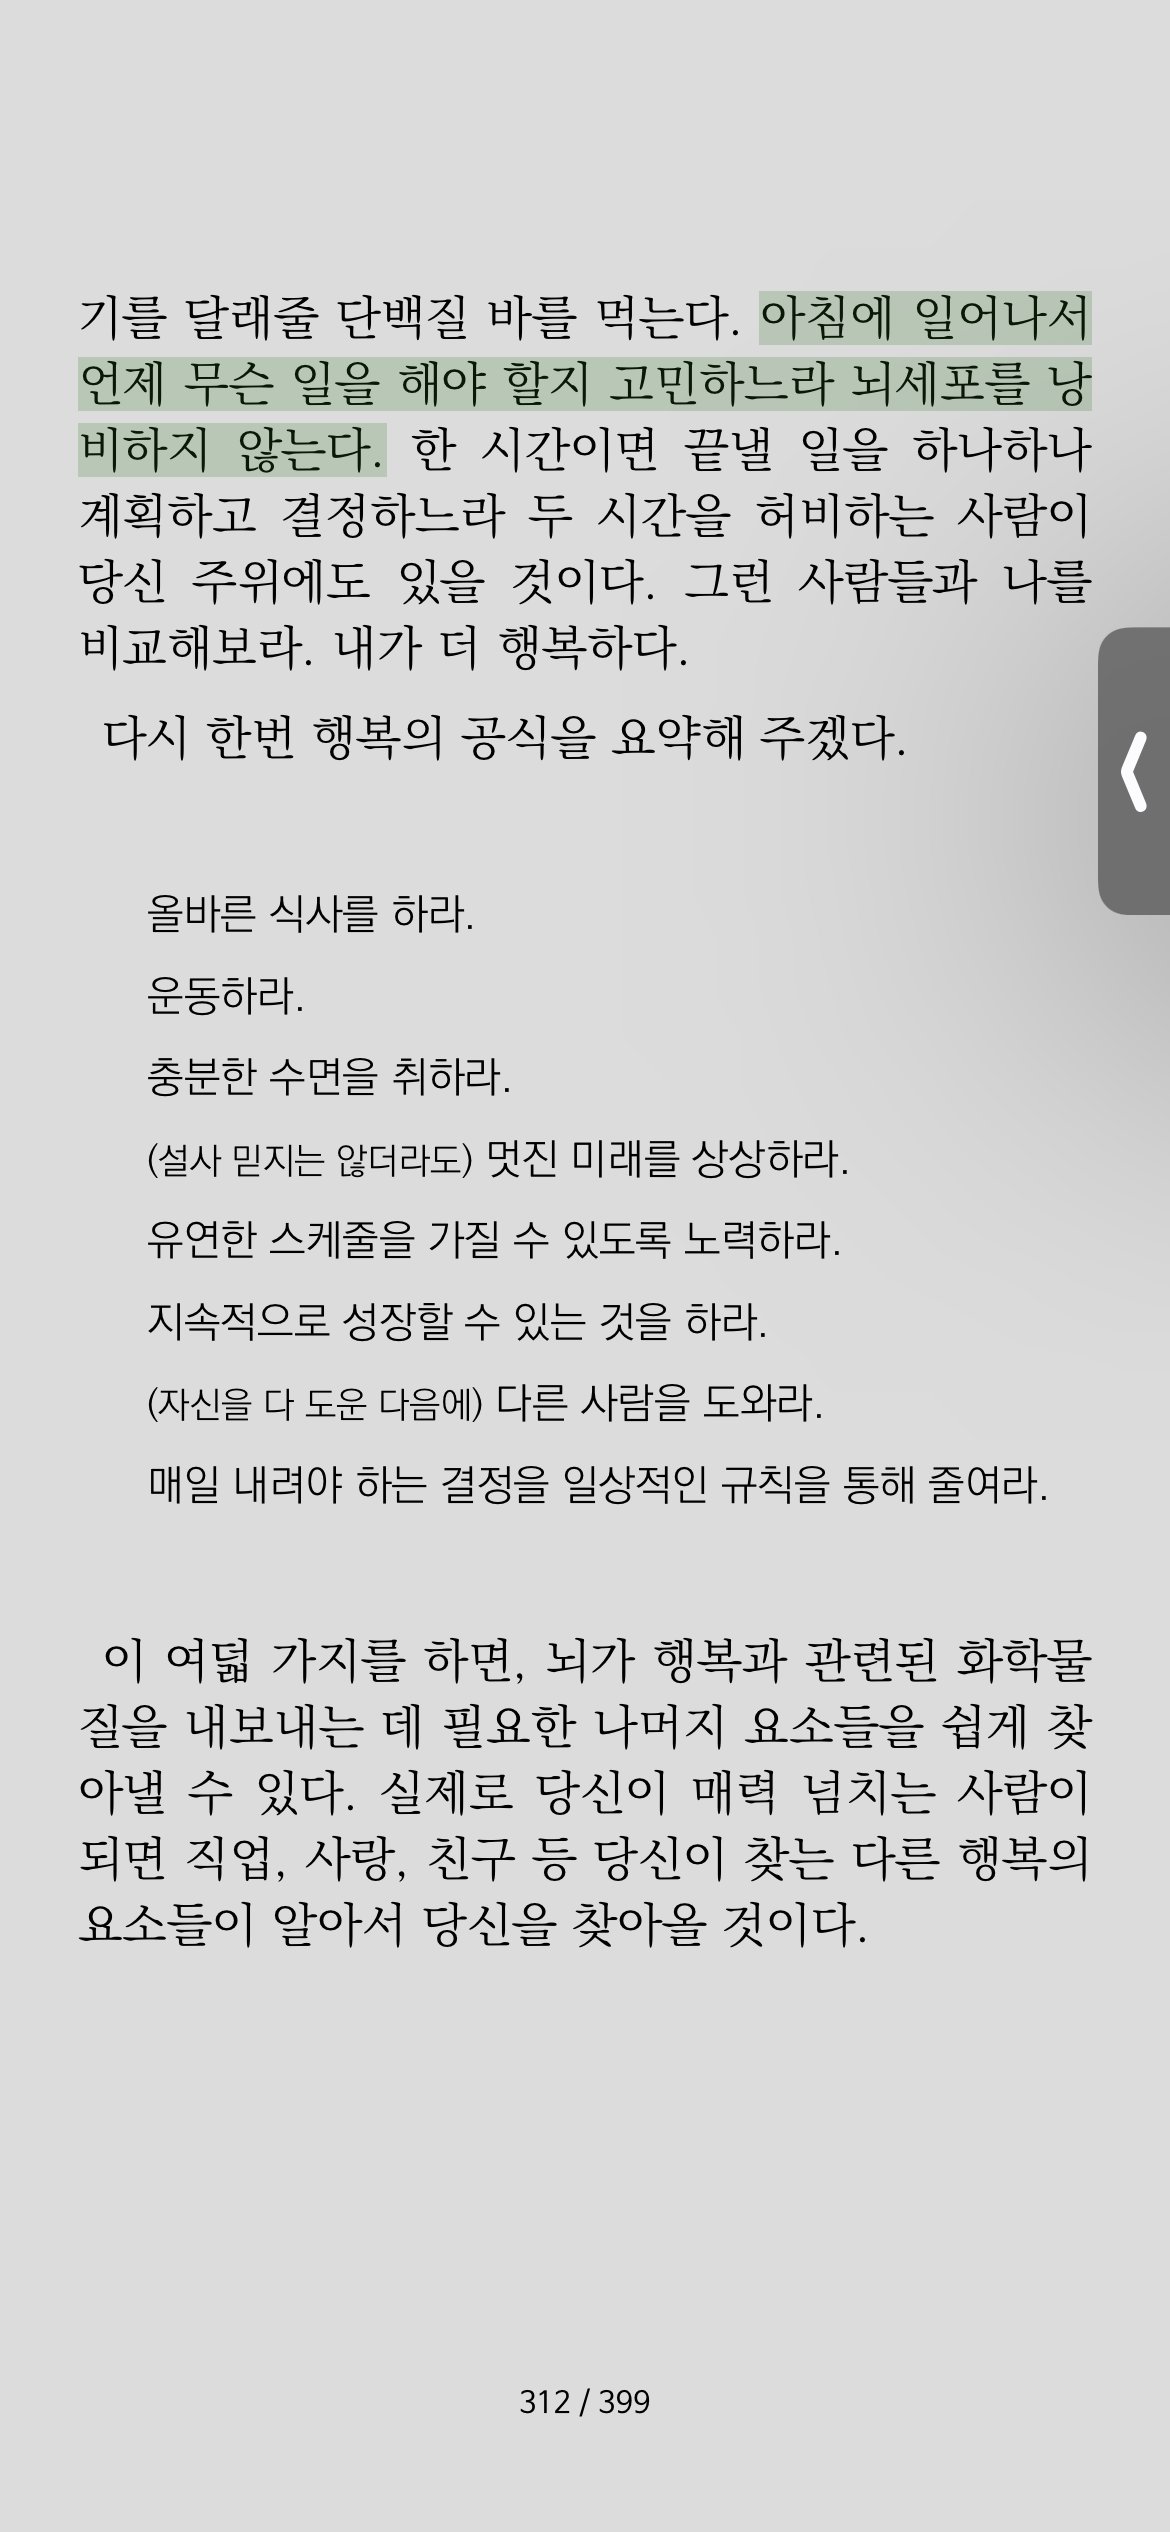 기를 달래줄 단백질 바를 먹는다. 아침에 일어나서
언제 무슨 일을 해야 할지 고민하느라 뇌세포를 낭
비하지 않는다. 한 시간이면 끝낼 일을 하나하나
계획하고 결정하느라 두 시간을 허비하는 사람이
당신 주위에도 있을 것이다. 그런 사람들과 나를
비교해보라. 내가 더 행복하다.
다시 한번 행복의 공식을 요약해 주겠다.
올바른 식사를 하라.
운동하라.
충분한 수면을 취하라.
(설사 믿지는 않더라도) 멋진 미래를 상상하라.
유연한 스케줄을 가질 수 있도록 노력하라.
지속적으로 성장할 수 있는 것을 하라.
(자신을 다 도운 다음에) 다른 사람을 도와라.
매일 내려야 하는 결정을 일상적인 규칙을 통해 줄여라.
이 여덟 가지를 하면, 뇌가 행복과 관련된 화학물
질을 내보내는 데 필요한 나머지 요소들을 쉽게 찾
아낼 수 있다. 실제로 당신이 매력 넘치는 사람이
되면 직업, 사랑, 친구 등 당신이 찾는 다른 행복의
요소들이 알아서 당신을 찾아올 것이다.
312 / 399